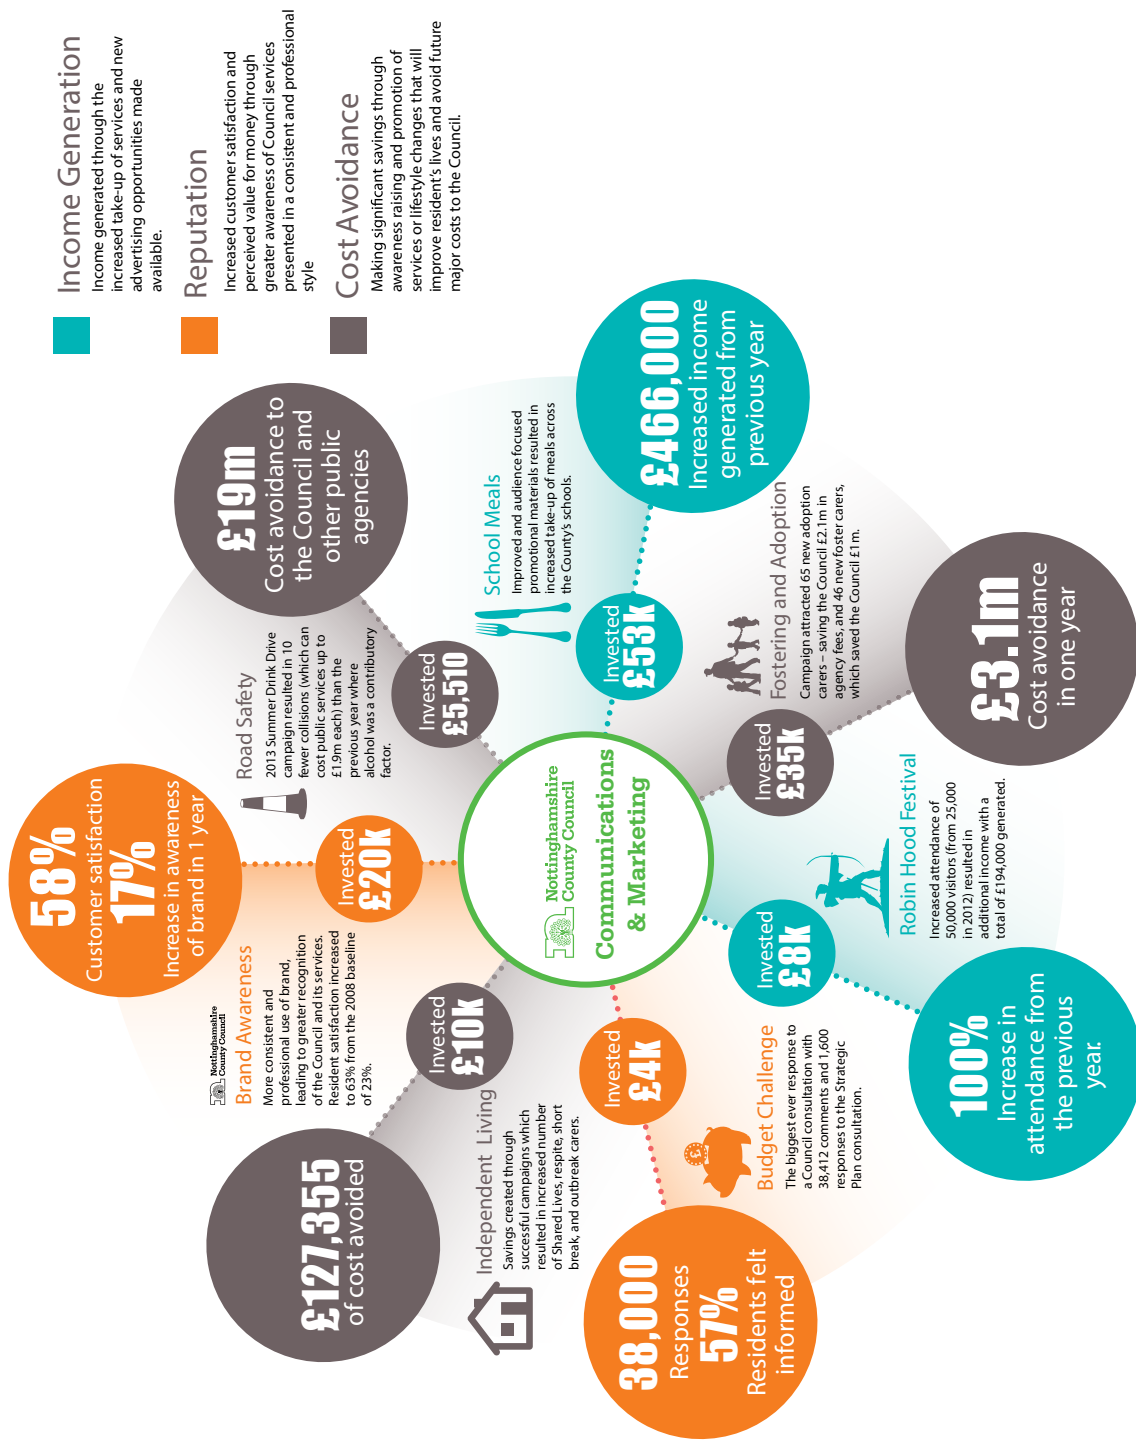 Income Generation
Income generated through the
increased take-up of services and new
advertising opportunities made
available.
Reputation
Increased customer satisfaction and
perceived value for money through
greater awareness of Council services
presented in a consistent and professional
style
Cost Avoidance
Making significant savings through
awareness raising and promotion of
services or lifestyle changes that will
improve resident's lives and avoid future
major costs to the Council.
Nottinghamshire
County Council
Communications
& Marketing
58%
Customer satisfaction
17%
Increase in awareness
of brand in 1 year
Invested
£20k
Nottinghamshire
County Council
Brand Awareness
More consistent and
professional use of brand,
leading to greater recognition
of the Council and its services.
Resident satisfaction increased
to 63% from the 2008 baseline
of 23%.
£19m
Cost avoidance to
the Council and
other public
agencies
Invested
£5,510
Road Safety
2013 Summer Drink Drive
campaign resulted in 10
fewer collisions (which can
cost public services up to
£1.9m each) than the
previous year where
alcohol was a contributory
factor.
£466,000
Increased income
generated from
previous year
Invested
£53k
School Meals
Improved and audience focused
promotional materials resulted in
increased take-up of meals across
the County's schools.
£3.1m
Cost avoidance
in one year
Invested
£35k
Fostering and Adoption
Campaign attracted 65 new adoption
carers – saving the Council £2.1m in
agency fees, and 46 new foster carers,
which saved the Council £1m.
100%
Increase in
attendance from
the previous
year.
Invested
£8k
Robin Hood Festival
Increased attendance of
50,000 visitors (from 25,000
in 2012) resulted in
additional income with a
total of £194,000 generated.
38,000
Responses
57%
Residents felt
informed
Invested
£4k
Budget Challenge
The biggest ever response to
a Council consultation with
38,412 comments and 1,600
responses to the Strategic
Plan consultation.
£127,355
of cost avoided
Invested
£10k
Independent Living
Savings created through
successful campaigns which
resulted in increased number
of Shared Lives, respite, short
break, and outbreak carers.